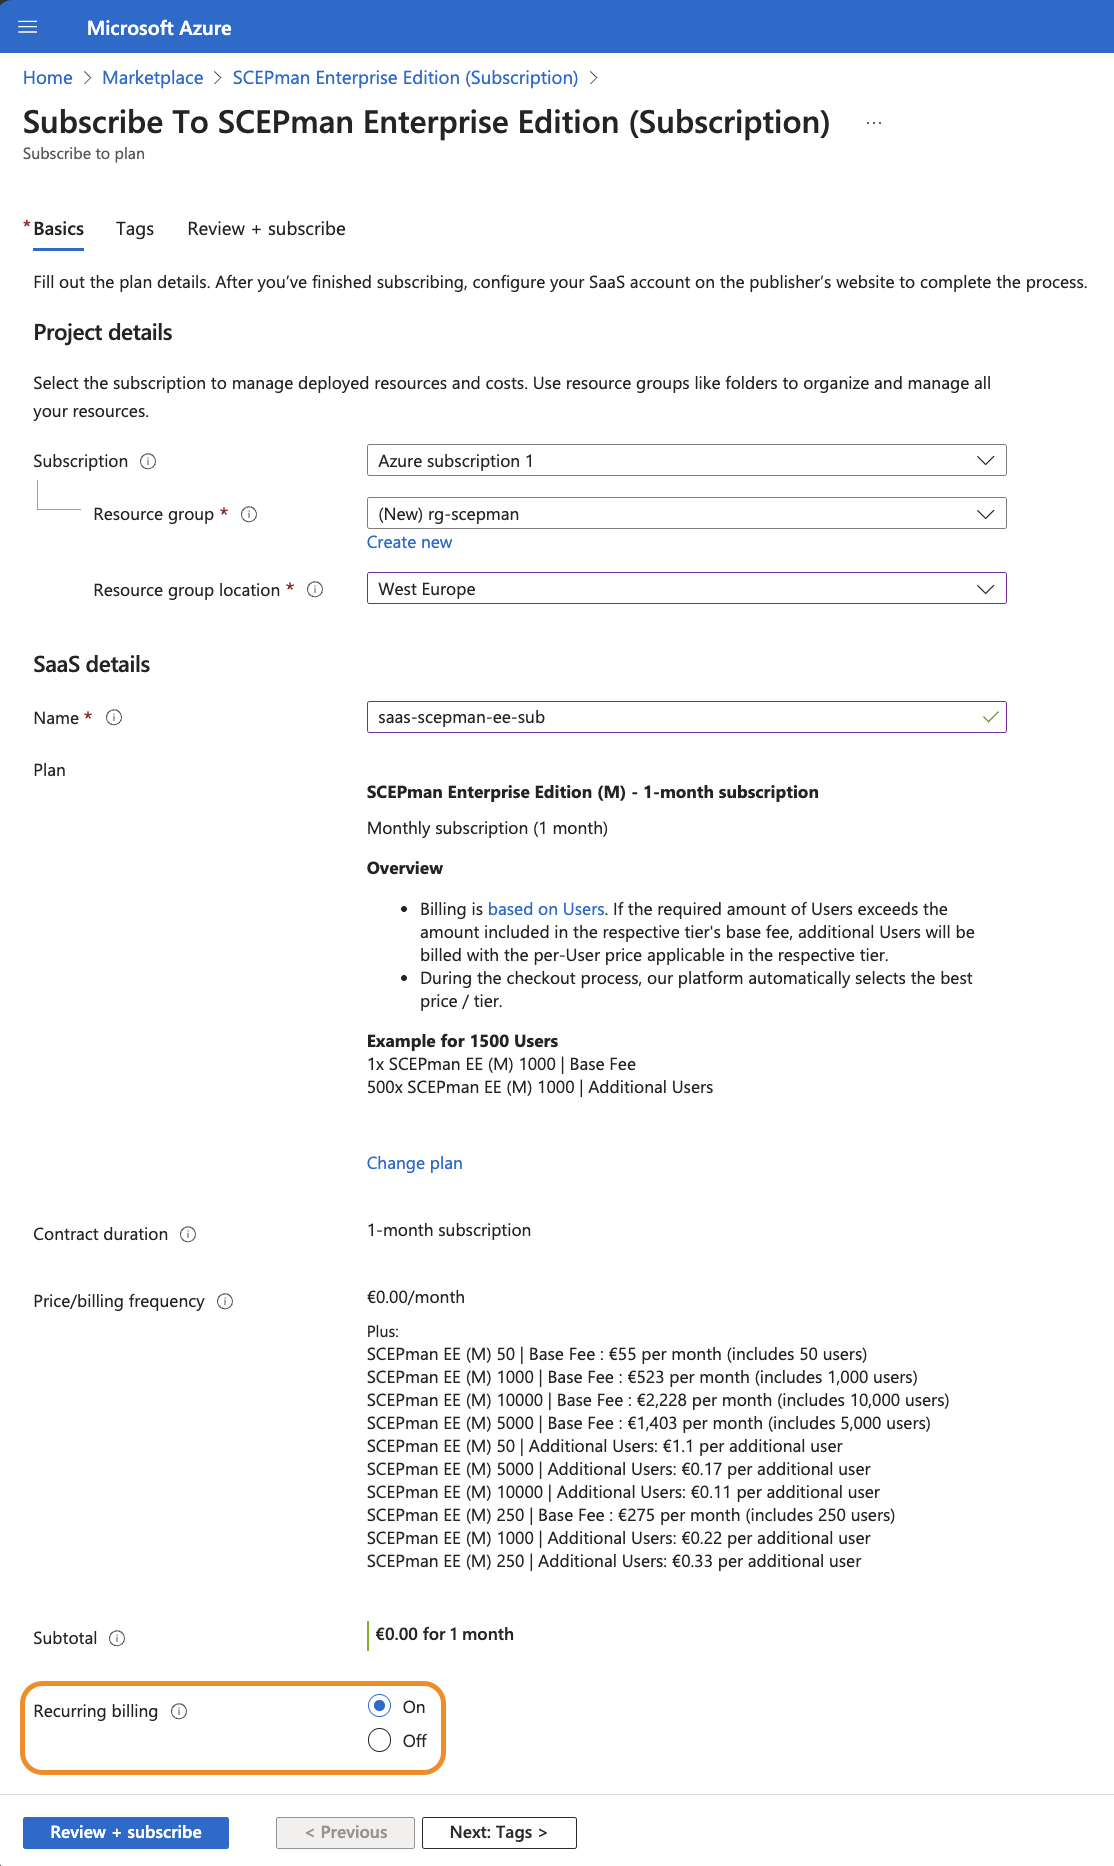 Microsoft Azure
Home > Marketplace > SCEPman Enterprise Edition (Subscription) >
Subscribe To SCEPman Enterprise Edition (Subscription) ...
Subscribe to plan
* Basics Tags Review + subscribe
Fill out the plan details. After you’ve finished subscribing, configure your SaaS account on the publisher’s website to complete the process.
Project details
Select the subscription to manage deployed resources and costs. Use resource groups like folders to organize and manage all
your resources.
Subscription Azure subscription 1
Resource group * (New) rg-scepman
Create new
Resource group location * West Europe
SaaS details
Name * saas-scepman-ee-sub
Plan
SCEPman Enterprise Edition (M) - 1-month subscription
Monthly subscription (1 month)
Overview
• Billing is based on Users. If the required amount of Users exceeds the
amount included in the respective tier's base fee, additional Users will be
billed with the per-User price applicable in the respective tier.
• During the checkout process, our platform automatically selects the best
price / tier.
Example for 1500 Users
1x SCEPman EE (M) 1000 | Base Fee
500x SCEPman EE (M) 1000 | Additional Users
Change plan
Contract duration 1-month subscription
Price/billing frequency €0.00/month
Plus:
SCEPman EE (M) 50 | Base Fee : €55 per month (includes 50 users)
SCEPman EE (M) 1000 | Base Fee : €523 per month (includes 1,000 users)
SCEPman EE (M) 10000 | Base Fee : €2,228 per month (includes 10,000 users)
SCEPman EE (M) 5000 | Base Fee : €1,403 per month (includes 5,000 users)
SCEPman EE (M) 50 | Additional Users: €1.1 per additional user
SCEPman EE (M) 5000 | Additional Users: €0.17 per additional user
SCEPman EE (M) 10000 | Additional Users: €0.11 per additional user
SCEPman EE (M) 250 | Base Fee : €275 per month (includes 250 users)
SCEPman EE (M) 1000 | Additional Users: €0.22 per additional user
SCEPman EE (M) 250 | Additional Users: €0.33 per additional user
Subtotal €0.00 for 1 month
Recurring billing On
Off
Review + subscribe < Previous Next: Tags >